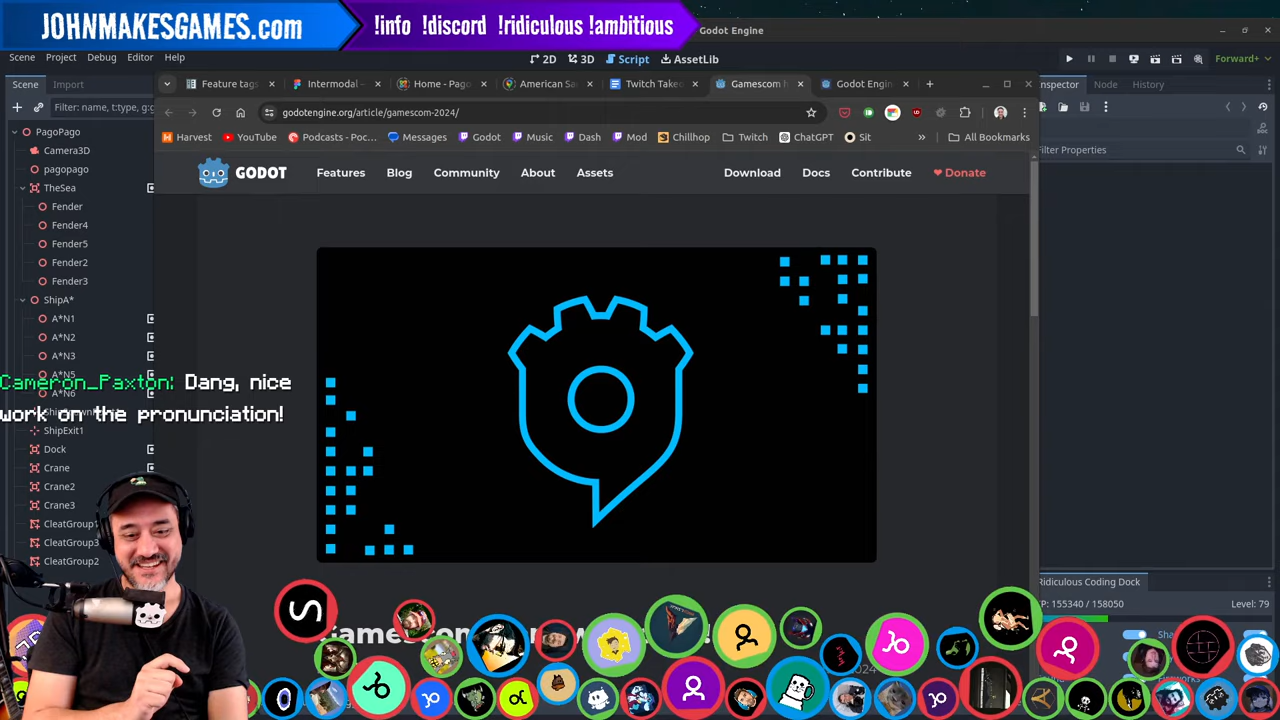 JOHNMAKESGAMES.COM
!info !discord !ridiculous !ambitious
Godot Engine
Scene Project Debug Editor Help
2D 3D Script AssetLib
Forward+
Scene Import
Feature tags
Intermodal
Home - Pago
American Sa
Twitch Take
Gamescom
Godot Engin
Inspector Node History
Filter: name, t:type, g:g
godotengine.org/article/gamescom-2024/
Harvest YouTube Podcasts - Poc... Messages Godot Music Dash Mod Chillhop Twitch ChatGPT Sit » All Bookmarks
Filter Properties
PagoPago
Camera3D
pagopago
TheSea
Fender
Fender4
Fender5
Fender2
Fender3
ShipA*
A*N1
A*N2
A*N3
A*N5
A*N6
ShipExit1
Dock
Crane
Crane2
Crane3
CleatGroup1
CleatGroup3
CleatGroup2
GODOT
Features Blog Community About Assets
Download Docs Contribute Donate
Cameron_Paxton: Dang, nice
work on the pronunciation!
Ridiculous Coding Dock
P: 155340 / 158050 Level: 79